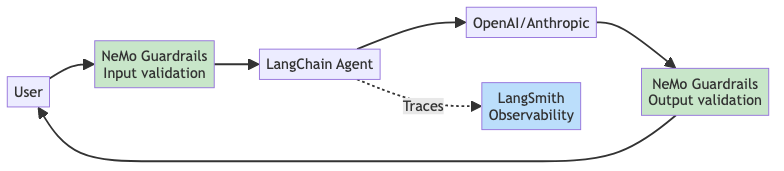 User
NeMo Guardrails
Input validation
LangChain Agent
OpenAI/Anthropic
Traces
LangSmith
Observability
NeMo Guardrails
Output validation